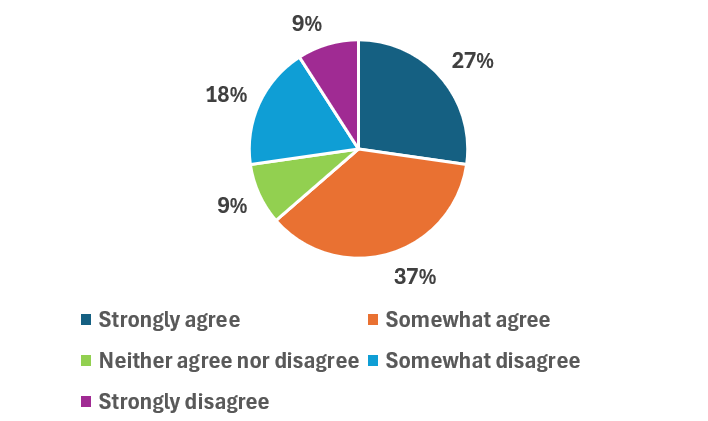 9%
27%
18%
9%
37%
Strongly agree
Somewhat agree
Neither agree nor disagree
Somewhat disagree
Strongly disagree